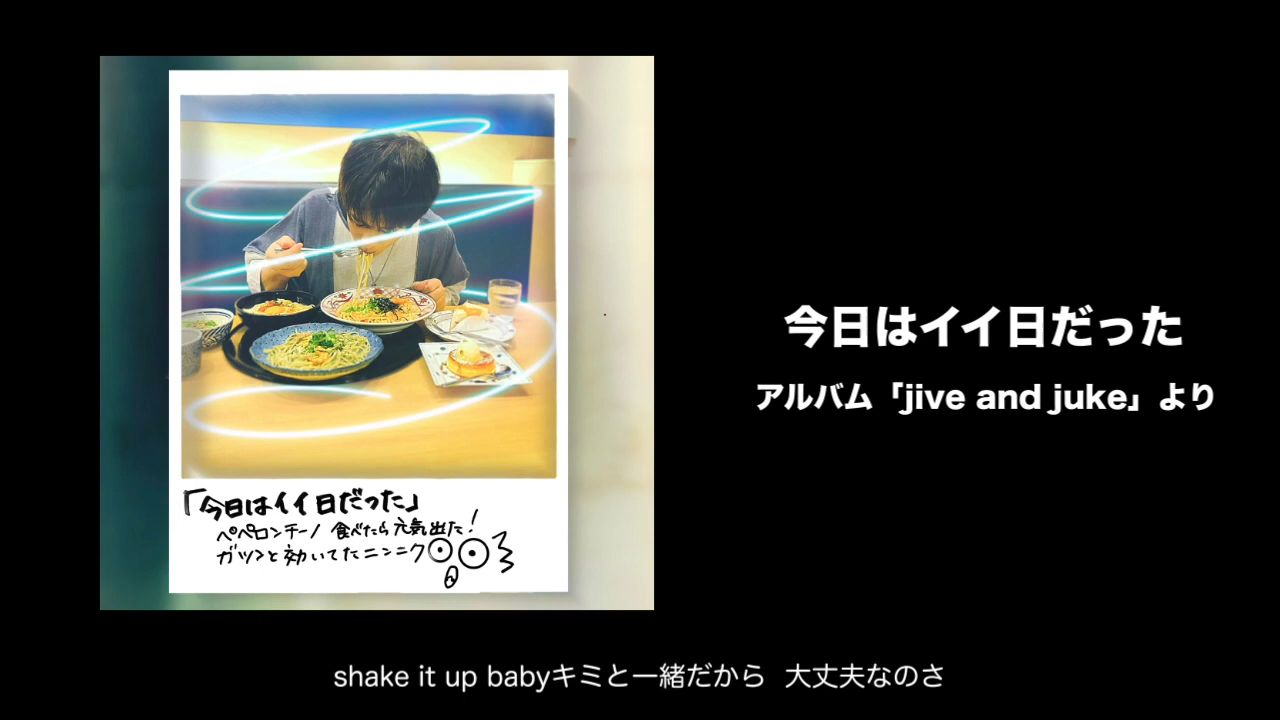 「今日はイイ日だった」
ペペロンチーノ 食べたら元気出た!
ガツンと効いてたニンニク
今日はイイ日だった
アルバム「jive and juke」より
shake it up babyキミと一緒だから 大丈夫なのさ